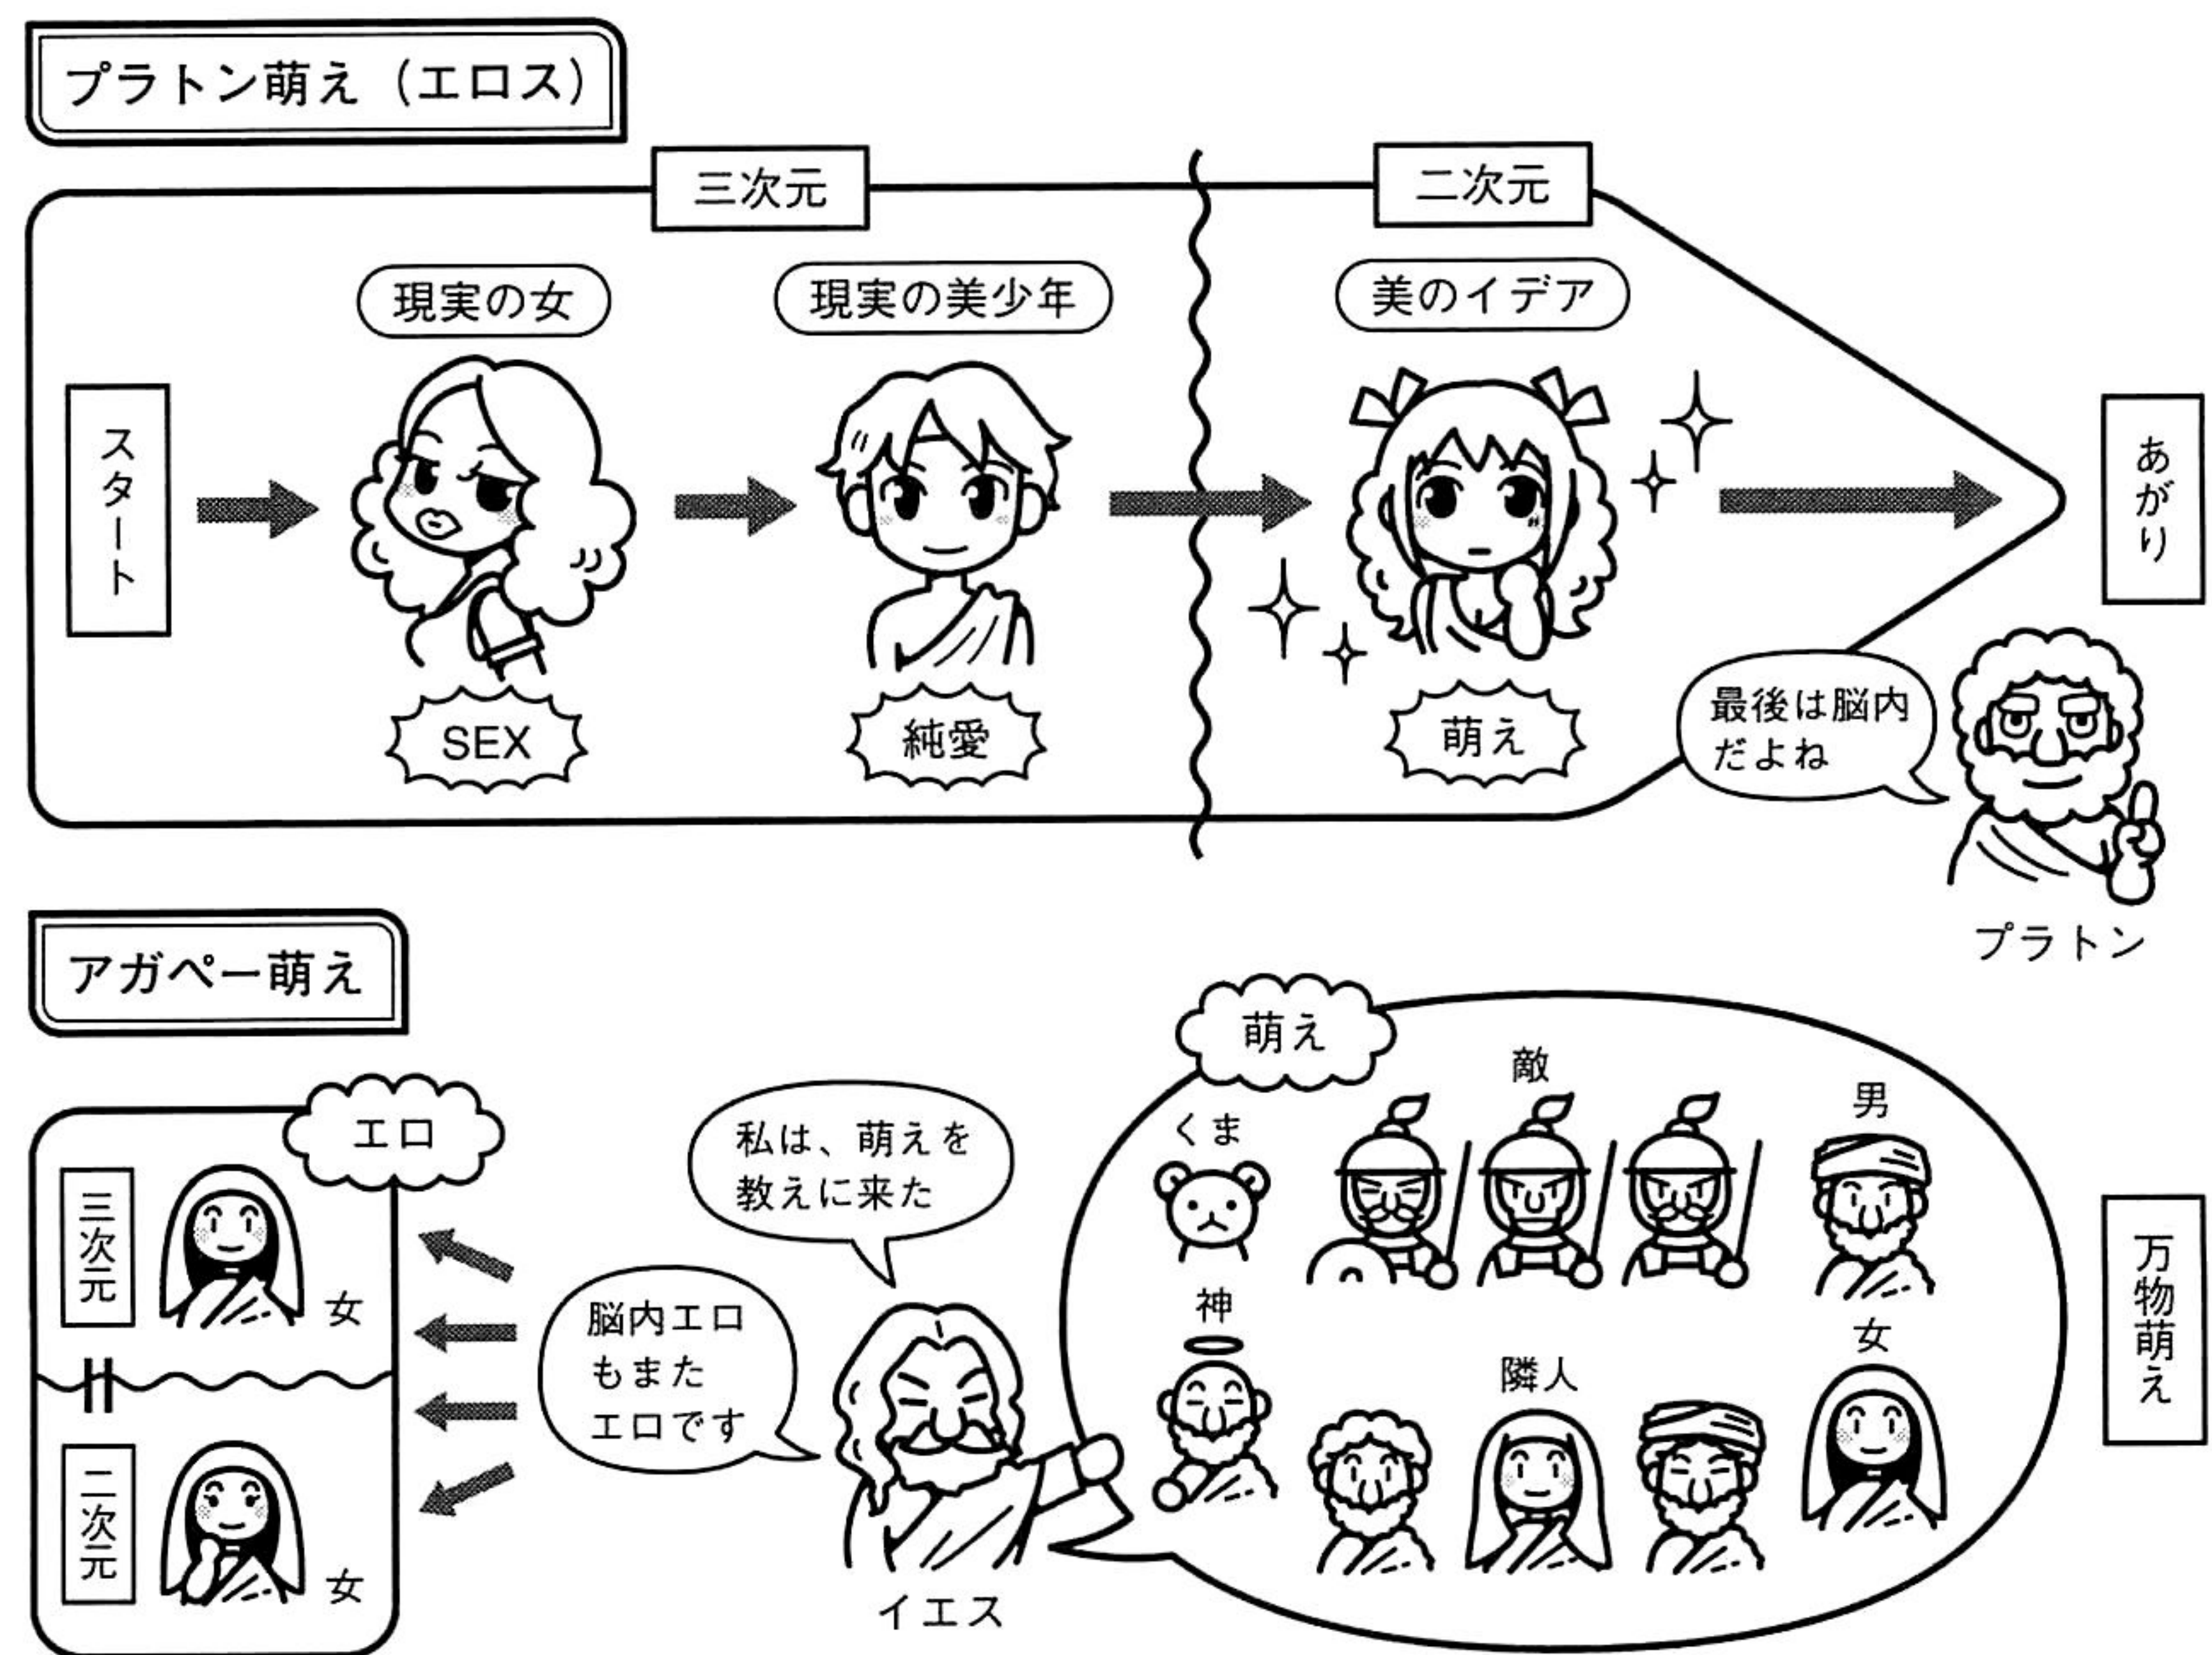 プラトン萌え（エロス）
三次元
二次元
現実の女
現実の美少年
美のイデア
スタート
あがり
SEX
純愛
萌え
最後は脳内
だよね
プラトン
アガペー萌え
エロ
三次元
女
二次元
女
私は、萌えを
教えに来た
脳内エロ
もまた
エロです
イエス
萌え
くま
敵
男
神
隣人
女
万物萌え